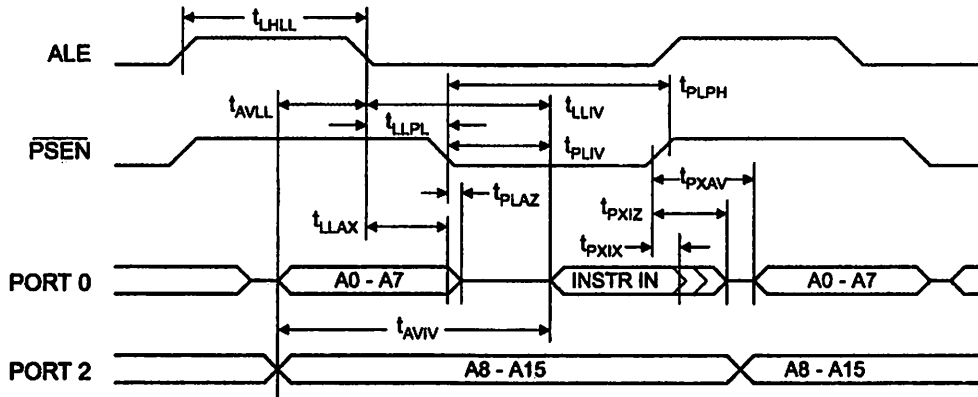 tLHLL
ALE
tPLPH
tAVLL
tLLIV
tLLPL
PSEN
tPLIV
tPXAV
tPLAZ
tPXIZ
tLLAX
tPXIX
PORT 0
A0 - A7
INSTR IN
A0 - A7
tAVIV
PORT 2
A8 - A15
A8 - A15